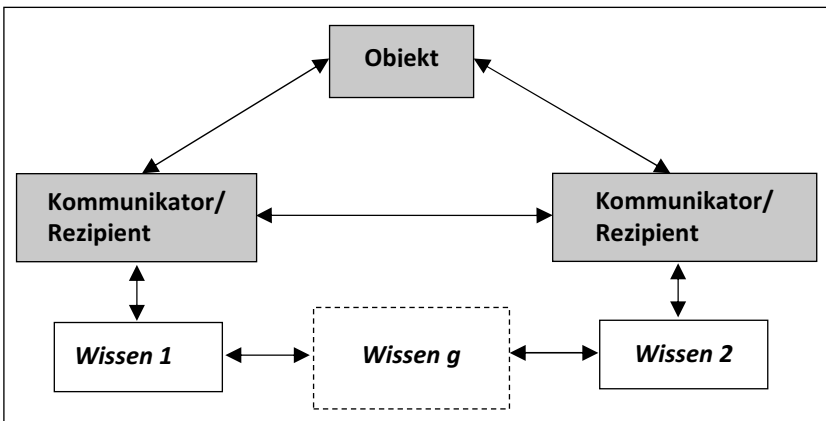 Objekt
Kommunikator/
Rezipient
Kommunikator/
Rezipient
Wissen 1
Wissen g
Wissen 2